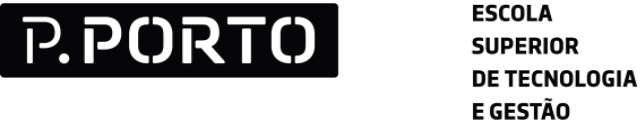 P.PORTO
ESCOLA
SUPERIOR
DE TECNOLOGIA
E GESTÃO